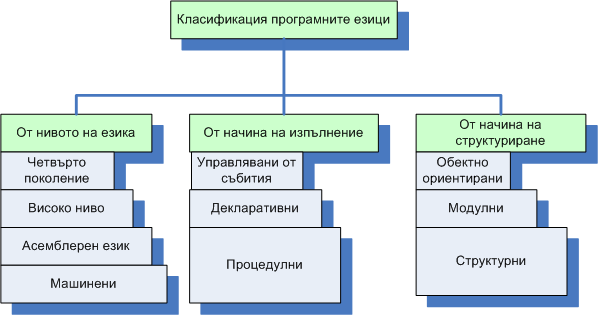 Класификация програмните езици
От нивото на езика
Четвърто
поколение
Високо ниво
Асемблерен език
Машинени
От начина на изпълнение
Управлявани от
събития
Декларативни
Процедулни
От начина на
структуриране
Обектно
ориентирани
Модулни
Структурни